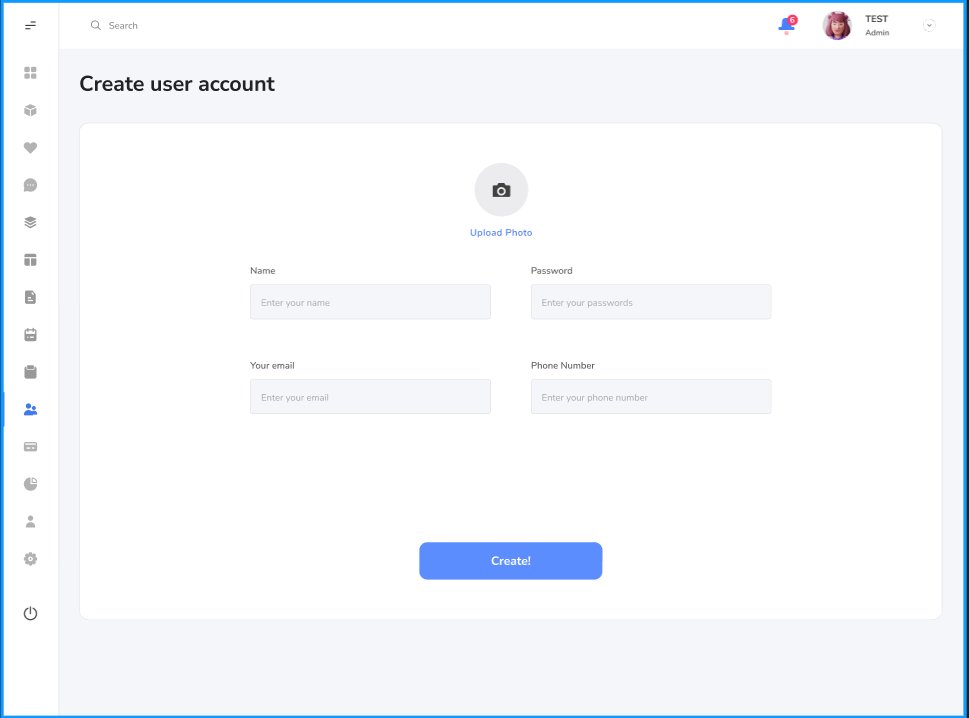 Search
6
TEST
Admin
Create user account
Upload Photo
Name
Password
Enter your name
Enter your passwords
Your email
Phone Number
Enter your email
Enter your phone number
Create!